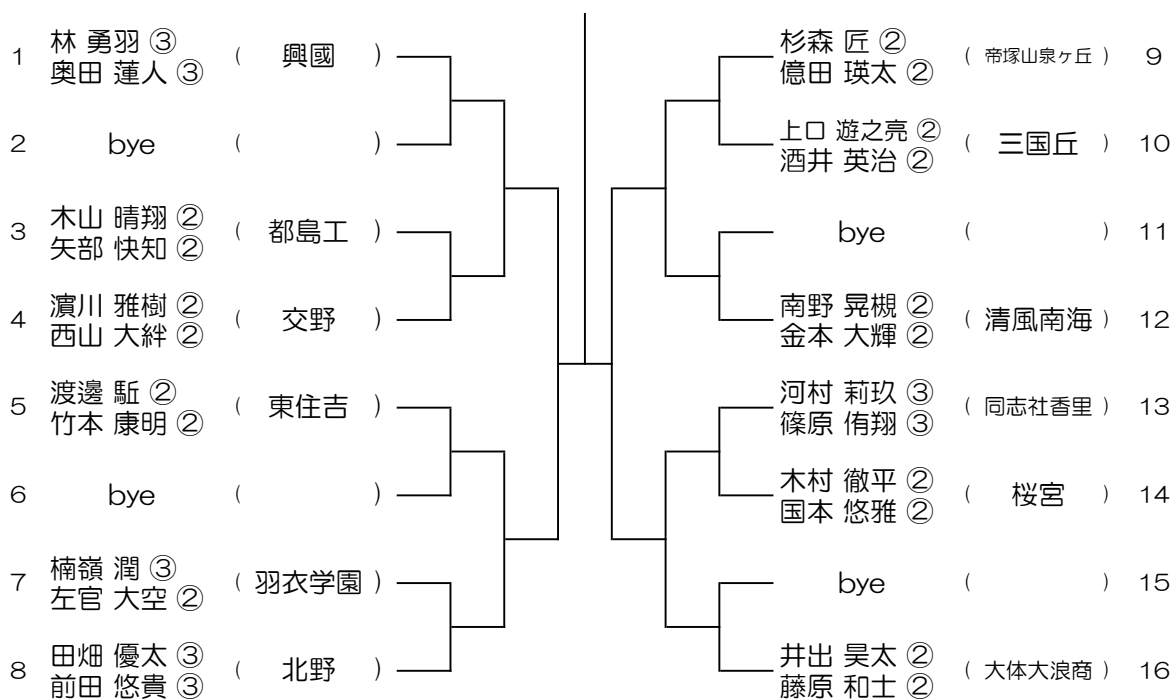 1 林 勇羽 ③ ( 興國 )
奥田 蓮人 ③
2 bye ( )
3 木山 晴翔 ② ( 都島工 )
矢部 快知 ②
4 濵川 雅樹 ② ( 交野 )
西山 大絆 ②
5 渡邊 駈 ② ( 東住吉 )
竹本 康明 ②
6 bye ( )
7 楠嶺 潤 ③ ( 羽衣学園 )
左官 大空 ②
8 田畑 優太 ③ ( 北野 )
前田 悠貴 ③
杉森 匠 ② ( 帝塚山泉ヶ丘 ) 9
億田 瑛太 ②
上口 遊之亮 ② ( 三国丘 ) 10
酒井 英治 ②
bye ( ) 11
南野 晃槻 ② ( 清風南海 ) 12
金本 大輝 ②
河村 莉玖 ③ ( 同志社香里 ) 13
篠原 侑翔 ③
木村 徹平 ② ( 桜宮 ) 14
国本 悠雅 ②
bye ( ) 15
井出 昊太 ② ( 大体大浪商 ) 16
藤原 和士 ②